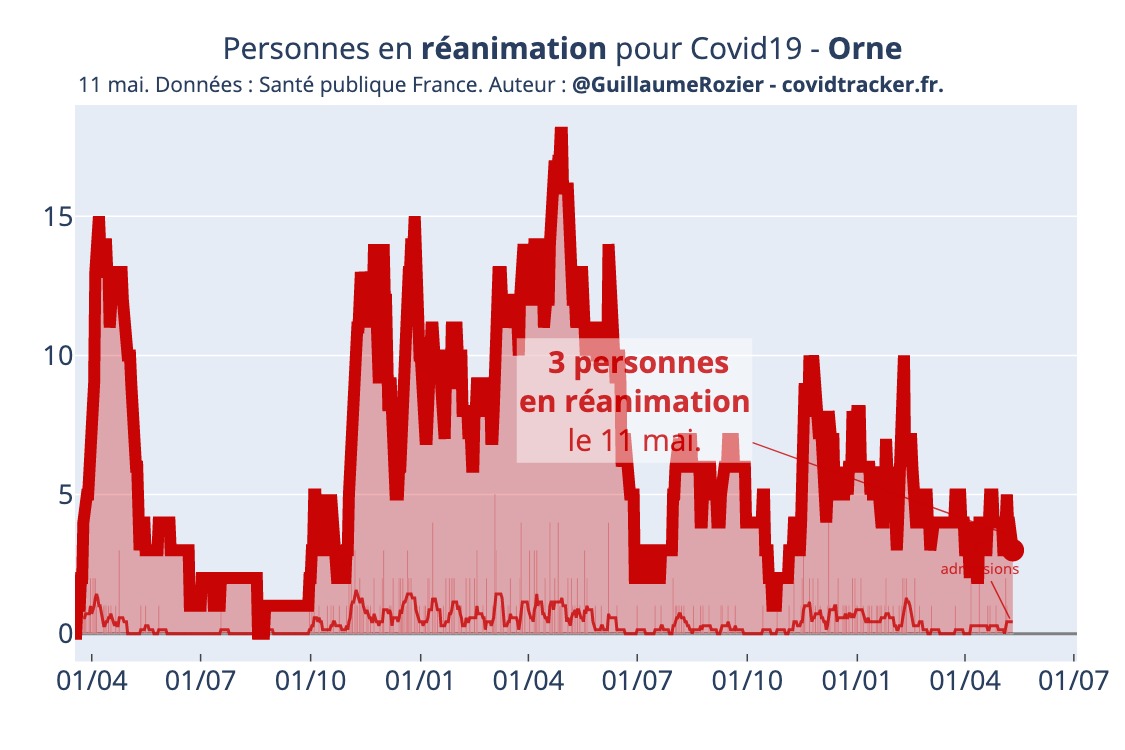 Personnes en réanimation pour Covid19 - Orne
11 mai. Données : Santé publique France. Auteur : @GuillaumeRozier - covidtracker.fr.
15
10
5
0
3 personnes
en réanimation
le 11 mai.
admissions
01/04 01/07 01/10 01/01 01/04 01/07 01/10 01/01 01/04 01/07